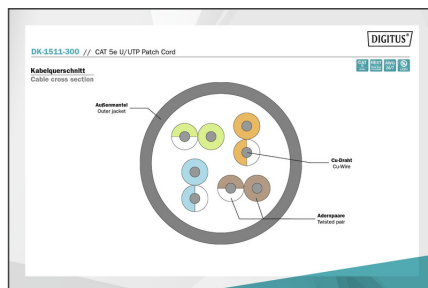 DIGITUS®
DK-1511-300 // CAT 5e U/UTP Patch Cord
Kabelquerschnitt
Cable cross section
Außenmantel
Outer jacket
Cu-Draht
Cu-Wire
Aderspaare
Twisted pair